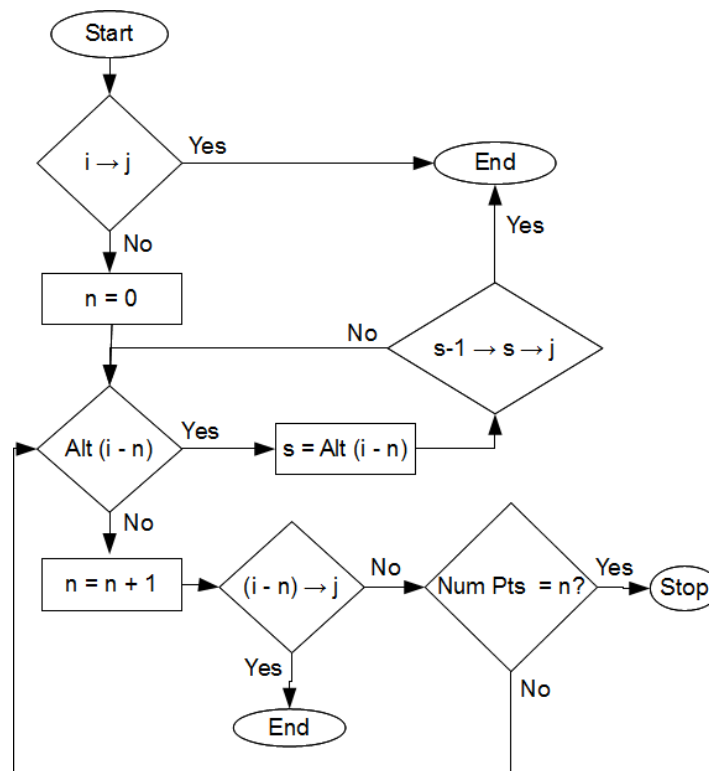 Start
i → j
Yes
End
No
Yes
n = 0
No
s-1 → s → j
Alt (i - n)
Yes
s = Alt (i - n)
No
n = n + 1
(i - n) → j
No
Num Pts = n?
Yes
Stop
Yes
No
End